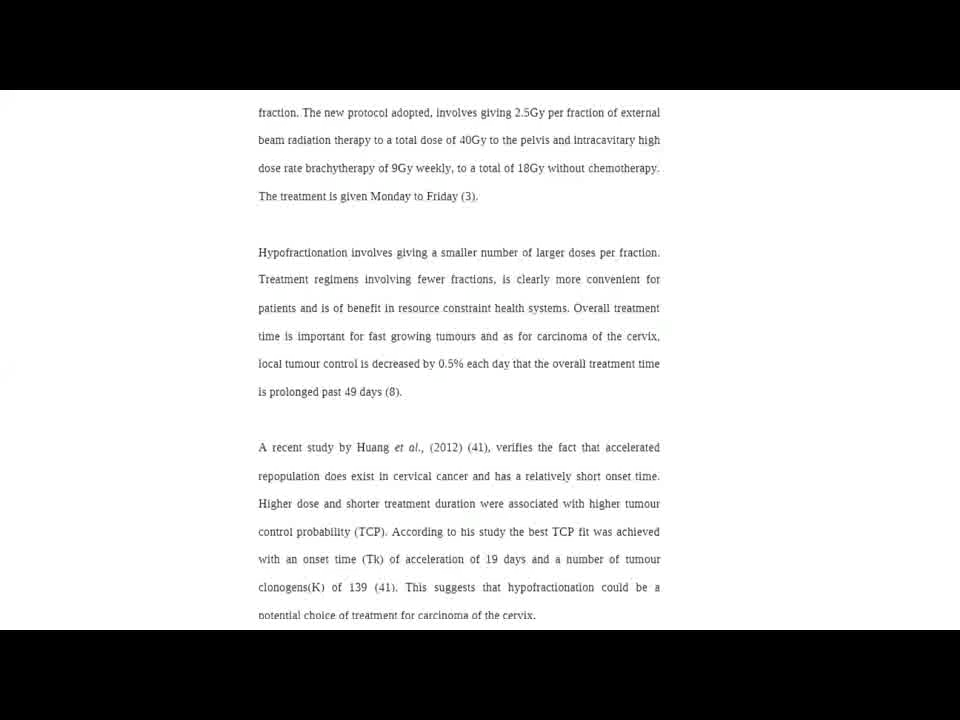 fraction. The new protocol adopted, involves giving 2.5Gy per fraction of external
beam radiation therapy to a total dose of 40Gy to the pelvis and intracavitary high
dose rate brachytherapy of 9Gy weekly, to a total of 18Gy without chemotherapy.
The treatment is given Monday to Friday (3).
Hypofractionation involves giving a smaller number of larger doses per fraction.
Treatment regimens involving fewer fractions, is clearly more convenient for
patients and is of benefit in resource constraint health systems. Overall treatment
time is important for fast growing tumours and as for carcinoma of the cervix,
local tumour control is decreased by 0.5% each day that the overall treatment time
is prolonged past 49 days (8).
A recent study by Huang et al., (2012) (41), verifies the fact that accelerated
repopulation does exist in cervical cancer and has a relatively short onset time.
Higher dose and shorter treatment duration were associated with higher tumour
control probability (TCP). According to his study the best TCP fit was achieved
with an onset time (Tk) of acceleration of 19 days and a number of tumour
clonogens(K) of 139 (41). This suggests that hypofractionation could be a
potential choice of treatment for carcinoma of the cervix.